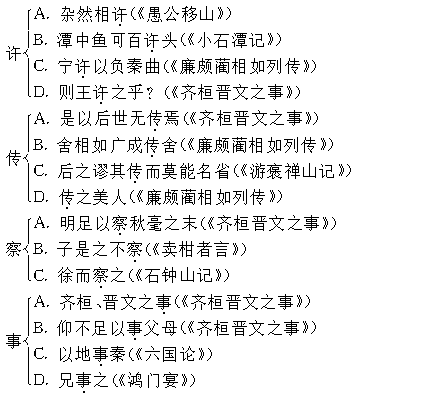 许
A. 杂然相许(《愚公移山》)
B. 潭中鱼可百许头(《小石潭记》)
C. 宁许以负秦曲(《廉颇蔺相如列传》)
D. 则王许之乎?(《齐桓晋文之事》)
传
A. 是以后世无传焉(《齐桓晋文之事》)
B. 舍相如广成传舍(《廉颇蔺相如列传》)
C. 后之谬其传而莫能名省(《游褒禅山记》)
D. 传之美人(《廉颇蔺相如列传》)
察
A. 明足以察秋毫之末(《齐桓晋文之事》)
B. 子是之不察(《卖柑者言》)
C. 徐而察之(《石钟山记》)
事
A. 齐桓、晋文之事(《齐桓晋文之事》)
B. 仰不足以事父母(《齐桓晋文之事》)
C. 以地事秦(《六国论》)
D. 兄事之(《鸿门宴》)